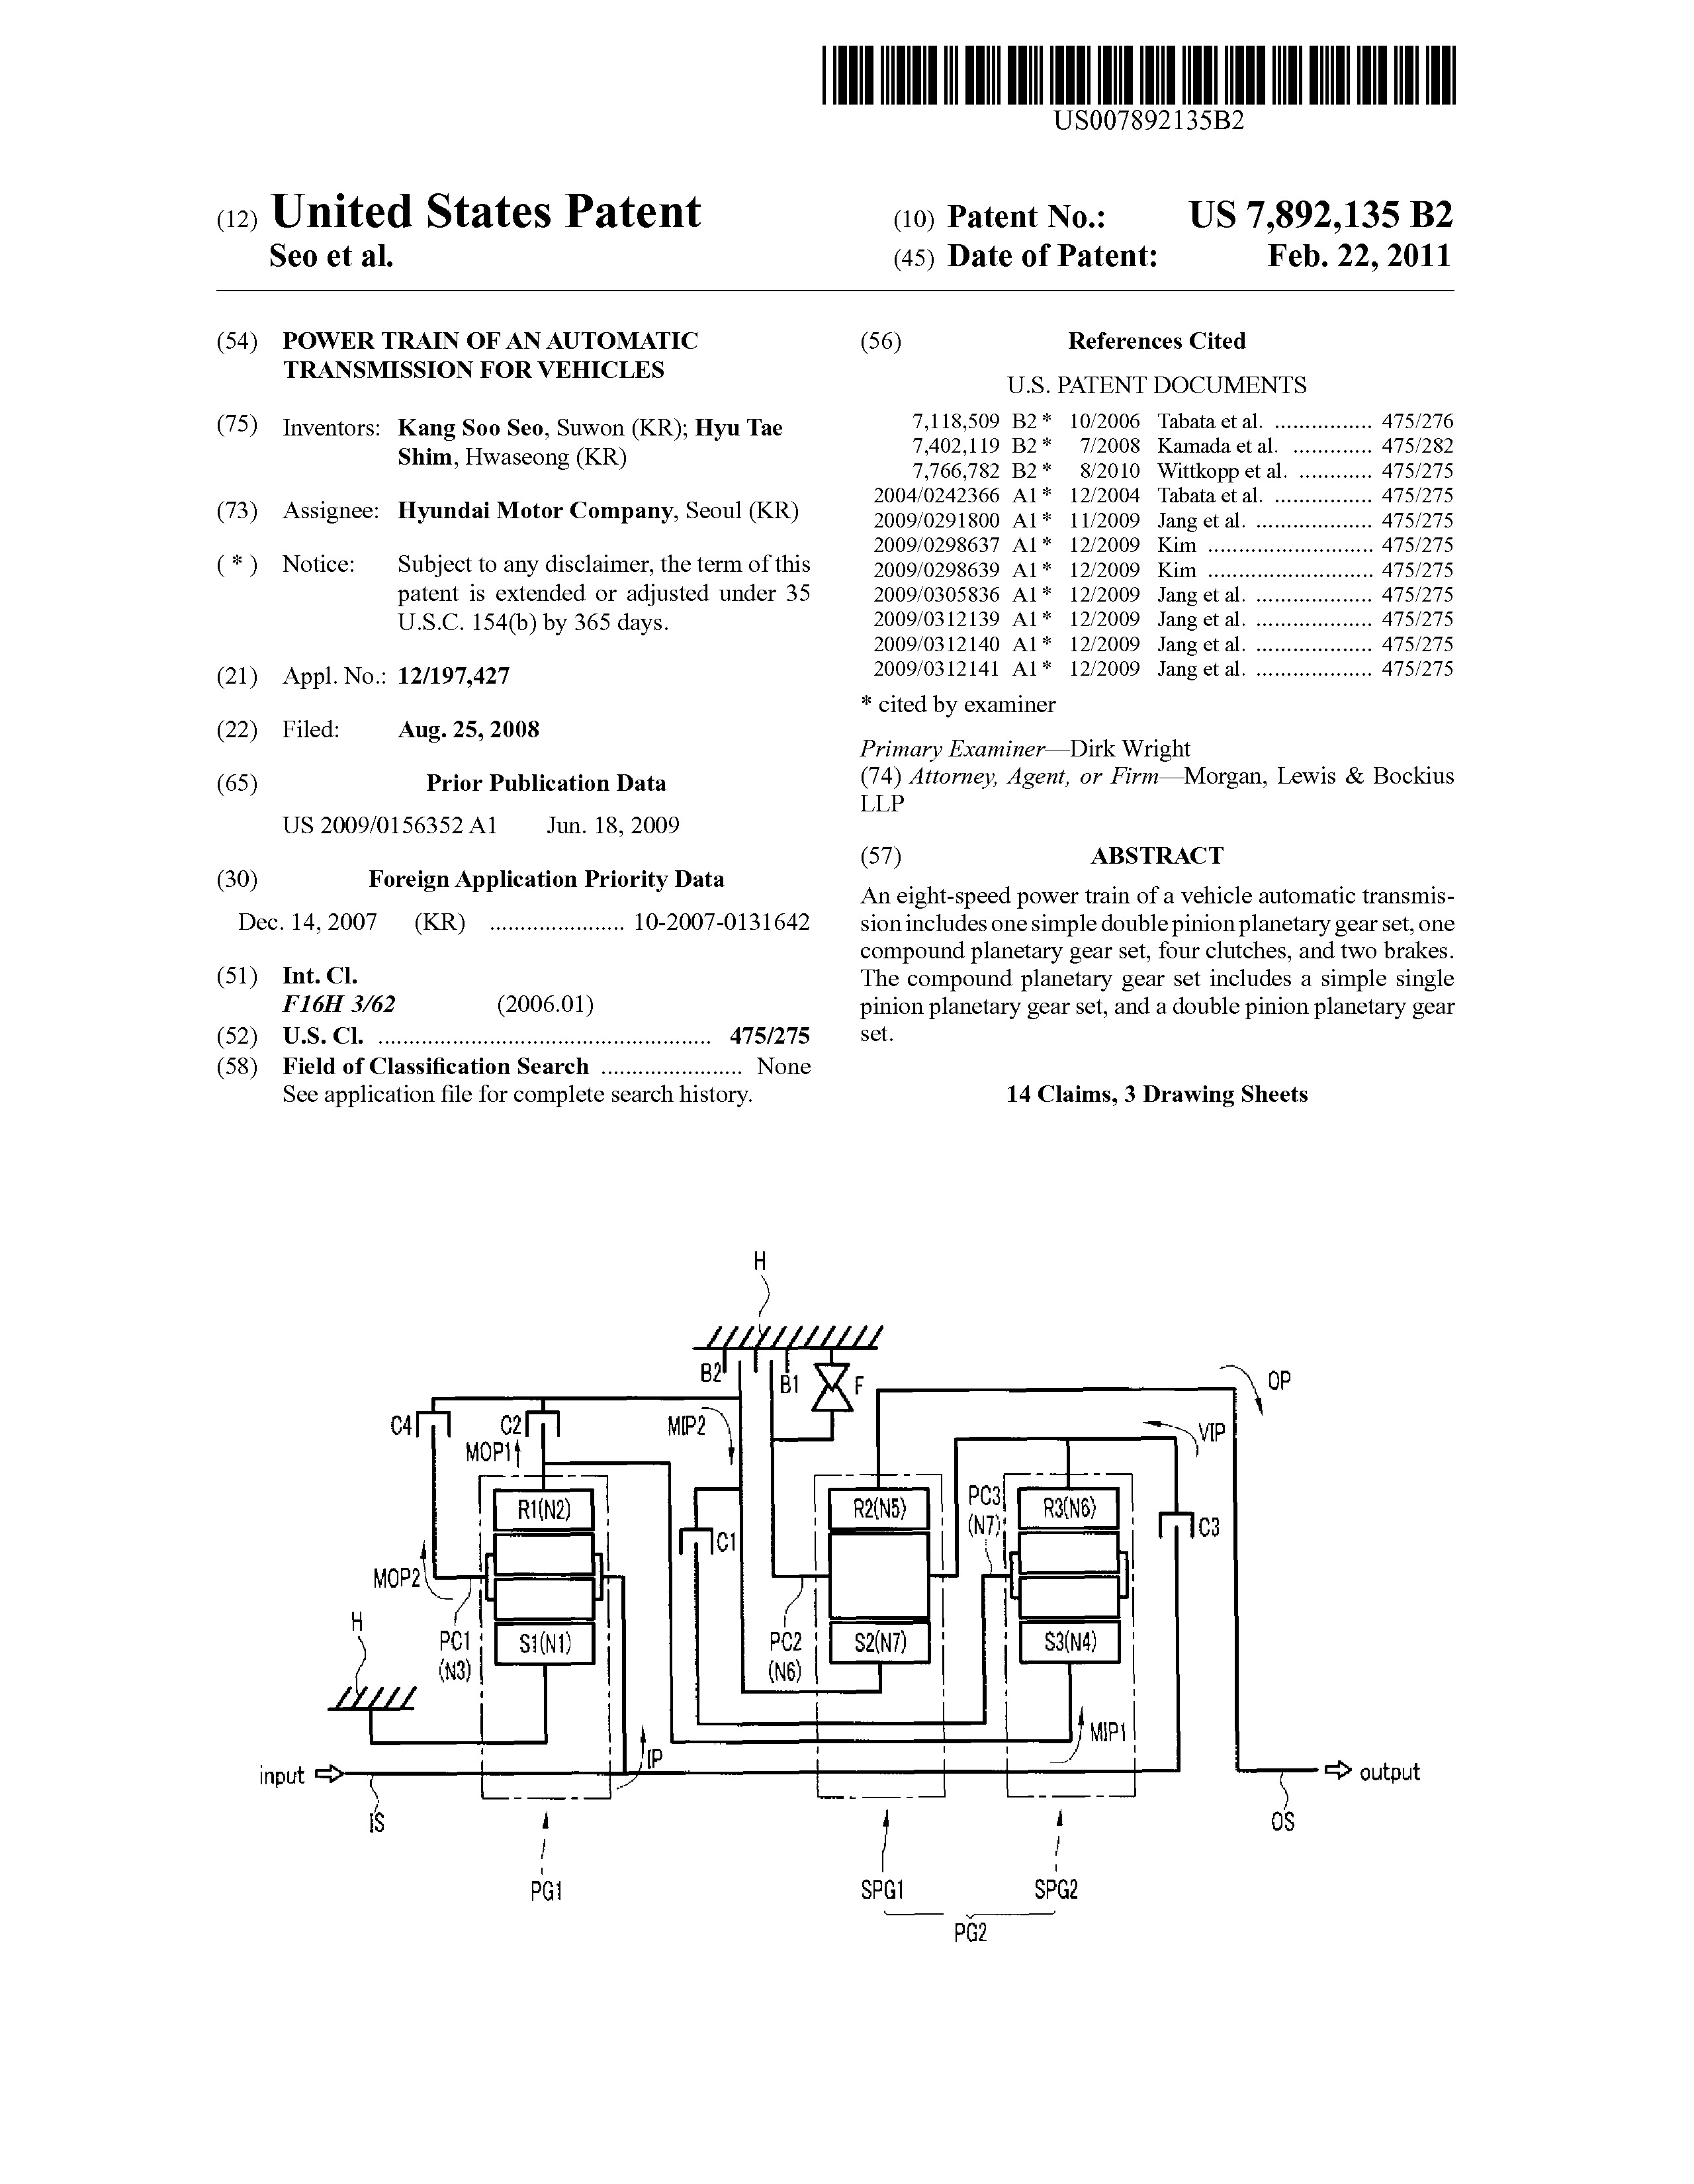 US007892135B2
(12) United States Patent
Seo et al.
(10) Patent No.: US 7,892,135 B2
(45) Date of Patent: Feb. 22, 2011
(54) POWER TRAIN OF AN AUTOMATIC
TRANSMISSION FOR VEHICLES
(75) Inventors: Kang Soo Seo, Suwon (KR); Hyu Tae
Shim, Hwaseong (KR)
(73) Assignee: Hyundai Motor Company, Seoul (KR)
( * ) Notice: Subject to any disclaimer, the term of this
patent is extended or adjusted under 35
U.S.C. 154(b) by 365 days.
(21) Appl. No.: 12/197,427
(22) Filed: Aug. 25, 2008
(65) Prior Publication Data
US 2009/0156352 A1 Jun. 18, 2009
(30) Foreign Application Priority Data
Dec. 14, 2007 (KR) ...................... 10-2007-0131642
(51) Int. Cl.
F16H 3/62 (2006.01)
(52) U.S. Cl. ...................................................... 475/275
(58) Field of Classification Search ...................... None
See application file for complete search history.
(56) References Cited
U.S. PATENT DOCUMENTS
7,118,509 B2 * 10/2006 Tabata et al. ................ 475/276
7,402,119 B2 * 7/2008 Kamada et al. ............. 475/282
7,766,782 B2 * 8/2010 Wittkopp et al. ............ 475/275
2004/0242366 A1 * 12/2004 Tabata et al. ................ 475/275
2009/0291800 A1 * 11/2009 Jang et al. ................... 475/275
2009/0298637 A1 * 12/2009 Kim ........................... 475/275
2009/0298639 A1 * 12/2009 Kim ........................... 475/275
2009/0305836 A1 * 12/2009 Jang et al. ................... 475/275
2009/0312139 A1 * 12/2009 Jang et al. ................... 475/275
2009/0312140 A1 * 12/2009 Jang et al. ................... 475/275
2009/0312141 A1 * 12/2009 Jang et al. ................... 475/275
* cited by examiner
Primary Examiner—Dirk Wright
(74) Attorney, Agent, or Firm—Morgan, Lewis & Bockius
LLP
(57) ABSTRACT
An eight-speed power train of a vehicle automatic transmis-
sion includes one simple double pinion planetary gear set, one
compound planetary gear set, four clutches, and two brakes.
The compound planetary gear set includes a simple single
pinion planetary gear set, and a double pinion planetary gear
set.
14 Claims, 3 Drawing Sheets
H
B2 B1 F
OP
C4 C2 MIP2 VIP
MOP1
R1(N2) R2(N5) PC3
(N7) R3(N6)
C1 C3
MOP2
H
PC1
(N3) S1(N1) PC2
(N6) S2(N7) S3(N4)
MIP1
IP
input output
IS OS
PG1 SPG1 SPG2
PG2